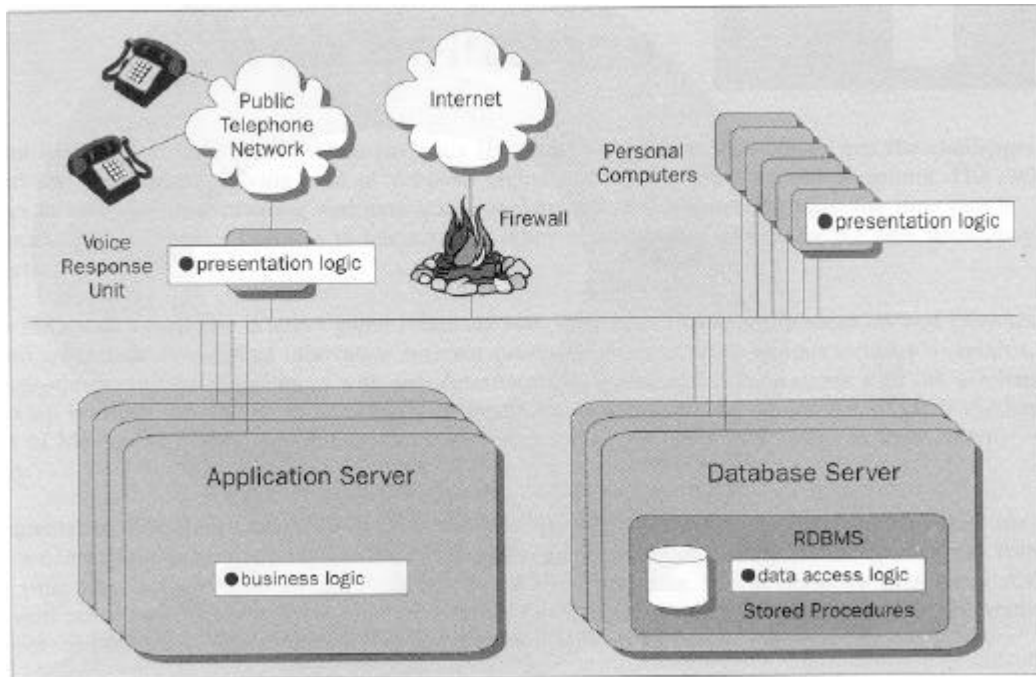 Public
Telephone
Network
Internet
Personal
Computers
Firewall
● presentation logic
Voice
Response
Unit
● presentation logic
Application Server
● business logic
Database Server
RDBMS
● data access logic
Stored Procedures